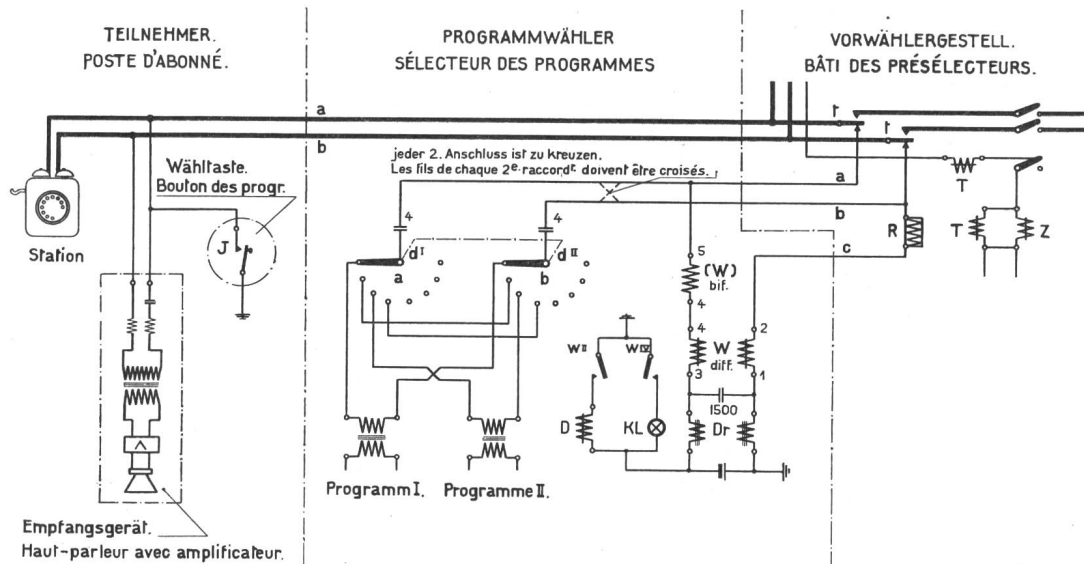 TEILNEHMER.
POSTE D'ABONNÉ.
PROGRAMMWÄHLER
SÉLECTEUR DES PROGRAMMES
VORWÄHLERGESTELL.
BÂTI DES PRÉSÉLECTEURS.
a
b
t
t
jeder 2. Anschluss ist zu kreuzen.
Les fils de chaque 2e. raccordt. doivent être croisés.
a
b
c
Wähltaste.
Bouton des progr.
J
Station
4
4
dI
dII
a
b
5
(W)
bif.
4
4
2
W
diff.
3
1
1500
Dr
WII
WIV
D
KL
R
T
T
Z
Programm I.
Programme II.
Empfangsgerät.
Haut-parleur avec amplificateur.